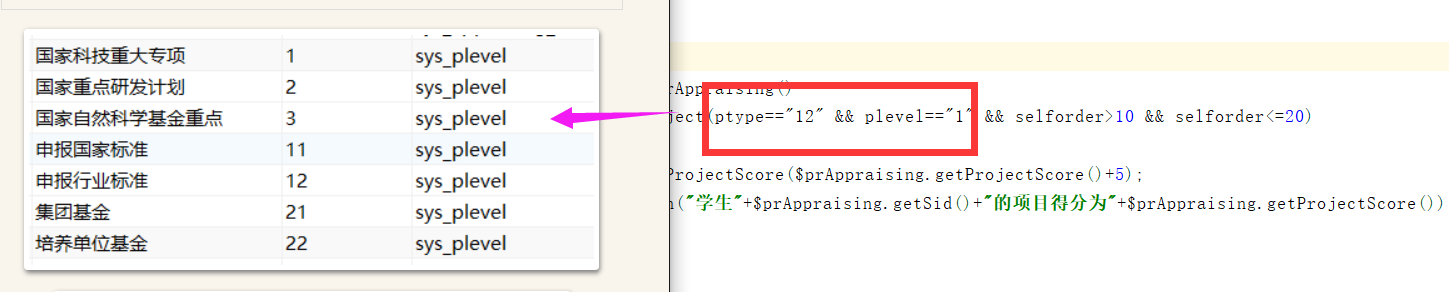 国家科技重大专项 1 sys_plevel
国家重点研发计划 2 sys_plevel
国家自然科学基金重点 3 sys_plevel
申报国家标准 11 sys_plevel
申报行业标准 12 sys_plevel
集团基金 21 sys_plevel
培养单位基金 22 sys_plevel
rAppraising()
ject(ptype=="12" && plevel=="1" && selforder>10 && selforder<=20)
ProjectScore($prAppraising.getProjectScore()+5);
n("学生"+$prAppraising.getSid()+"的项目得分为"+$prAppraising.getProjectScore())